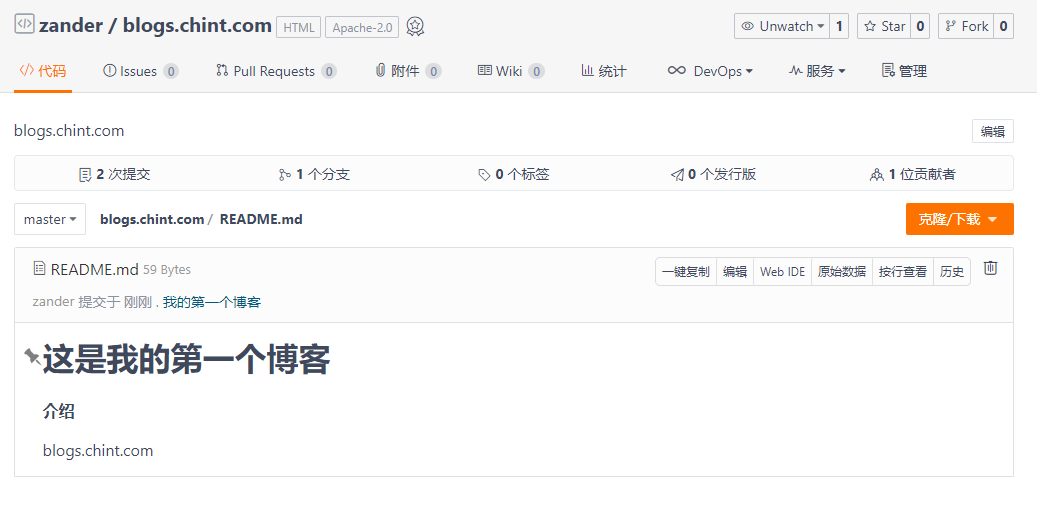 zander / blogs.chint.com HTML Apache-2.0 Unwatch 1 Star 0 Fork 0
代码 Issues 0 Pull Requests 0 附件 0 Wiki 0 统计 DevOps 服务 管理
blogs.chint.com 编辑
2 次提交 1 个分支 0 个标签 0 个发行版 1 位贡献者
master blogs.chint.com / README.md 克隆/下载
README.md 59 Bytes 一键复制 编辑 Web IDE 原始数据 按行查看 历史
zander 提交于 刚刚 . 我的第一个博客
这是我的第一个博客
介绍
blogs.chint.com